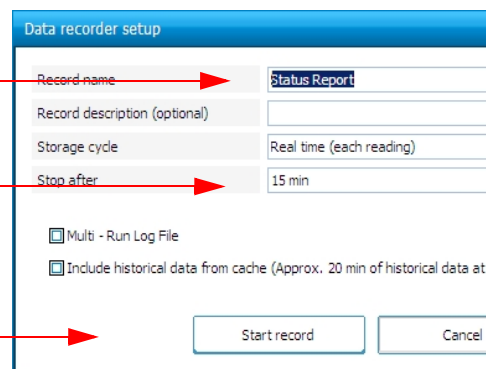 Data recorder setup
Record name Status Report
Record description (optional)
Storage cycle Real time (each reading)
Stop after 15 min
Multi - Run Log File
Include historical data from cache (Approx. 20 min of historical data at
Start record Cancel